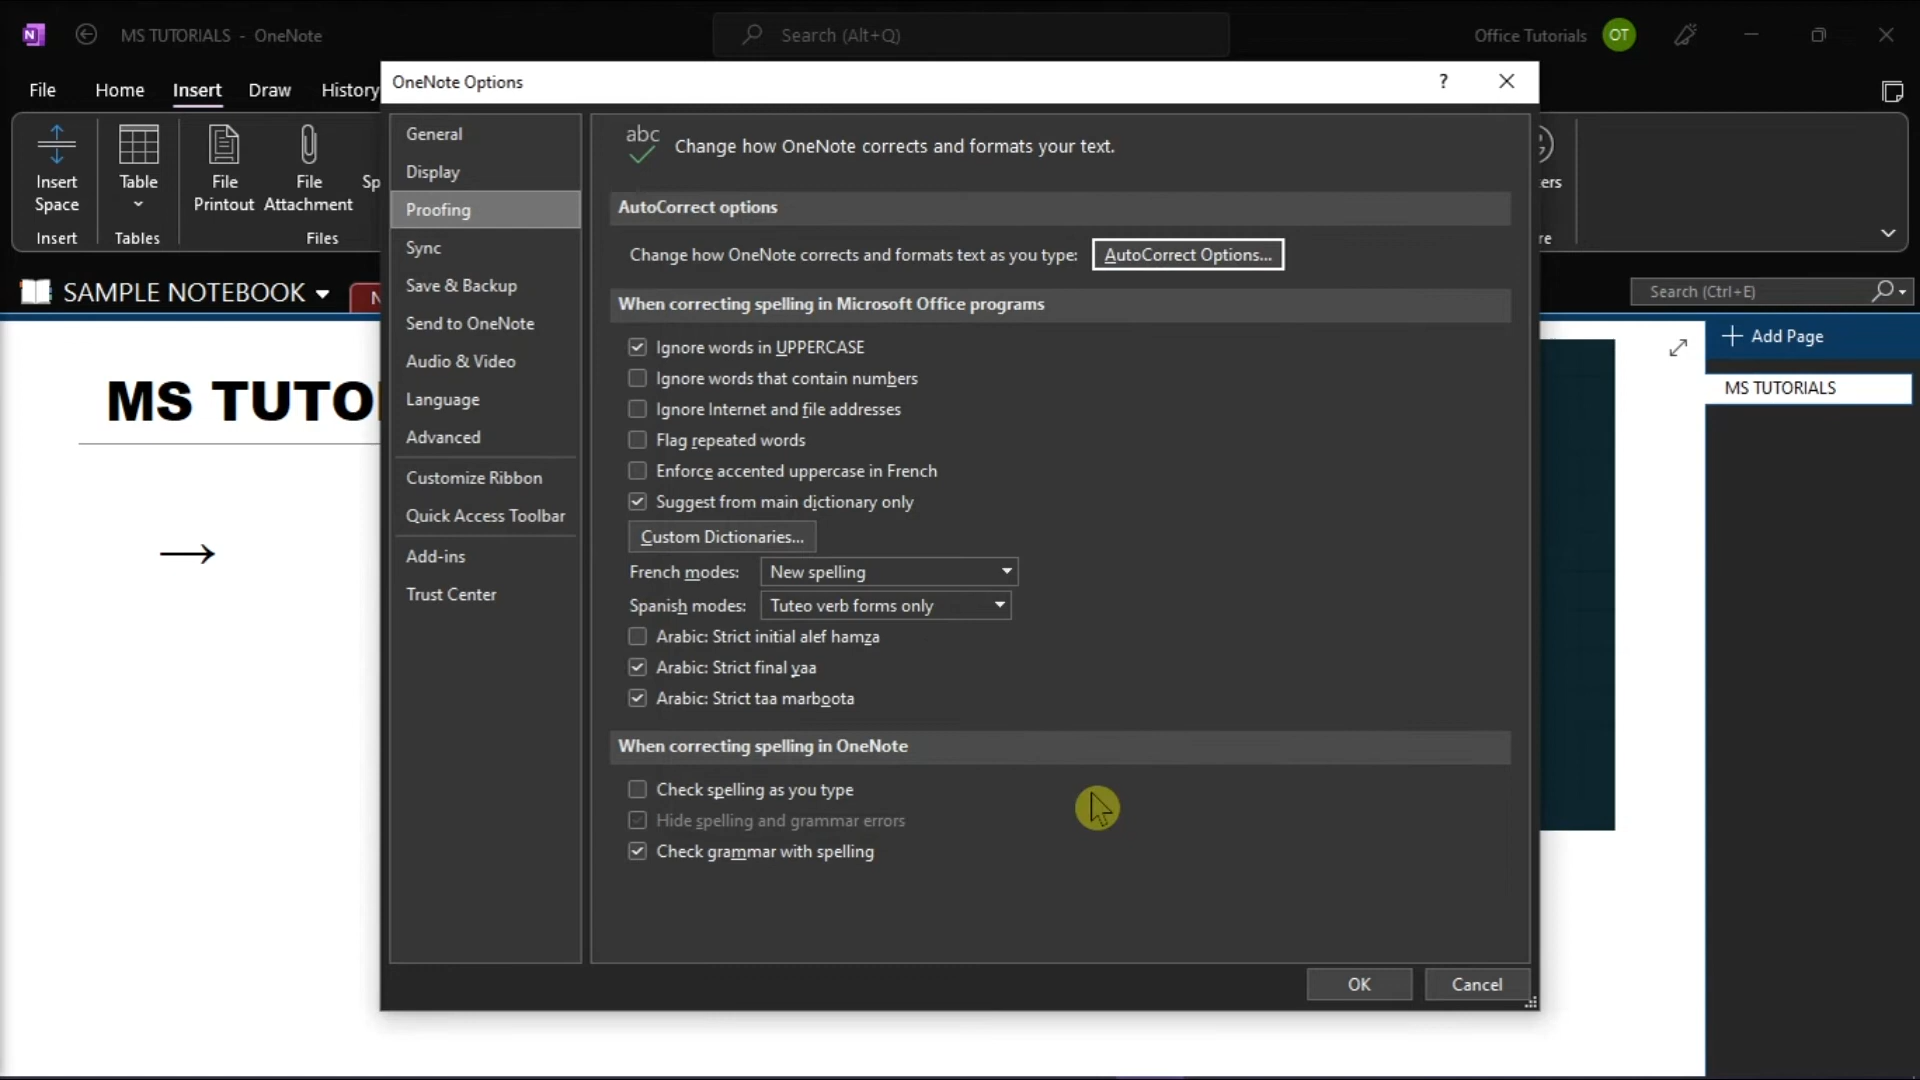 MS TUTORIALS - OneNote
Search (Alt+Q)
Office Tutorials
OT
File
Home
Insert
Draw
History
OneNote Options
?
Insert
Space
Table
File
Printout
File
Attachment
Sp
ers
Insert
Tables
Files
re
SAMPLE NOTEBOOK
N
Search (Ctrl+E)
Add Page
MS TUTORIALS
MS TUTO
General
Display
Proofing
Sync
Save & Backup
Send to OneNote
Audio & Video
Language
Advanced
Customize Ribbon
Quick Access Toolbar
Add-ins
Trust Center
abc
Change how OneNote corrects and formats your text.
AutoCorrect options
Change how OneNote corrects and formats text as you type:
AutoCorrect Options...
When correcting spelling in Microsoft Office programs
Ignore words in UPPERCASE
Ignore words that contain numbers
Ignore Internet and file addresses
Flag repeated words
Enforce accented uppercase in French
Suggest from main dictionary only
Custom Dictionaries...
French modes:
New spelling
Spanish modes:
Tuteo verb forms only
Arabic: Strict initial alef hamza
Arabic: Strict final yaa
Arabic: Strict taa marboota
When correcting spelling in OneNote
Check spelling as you type
Hide spelling and grammar errors
Check grammar with spelling
OK
Cancel